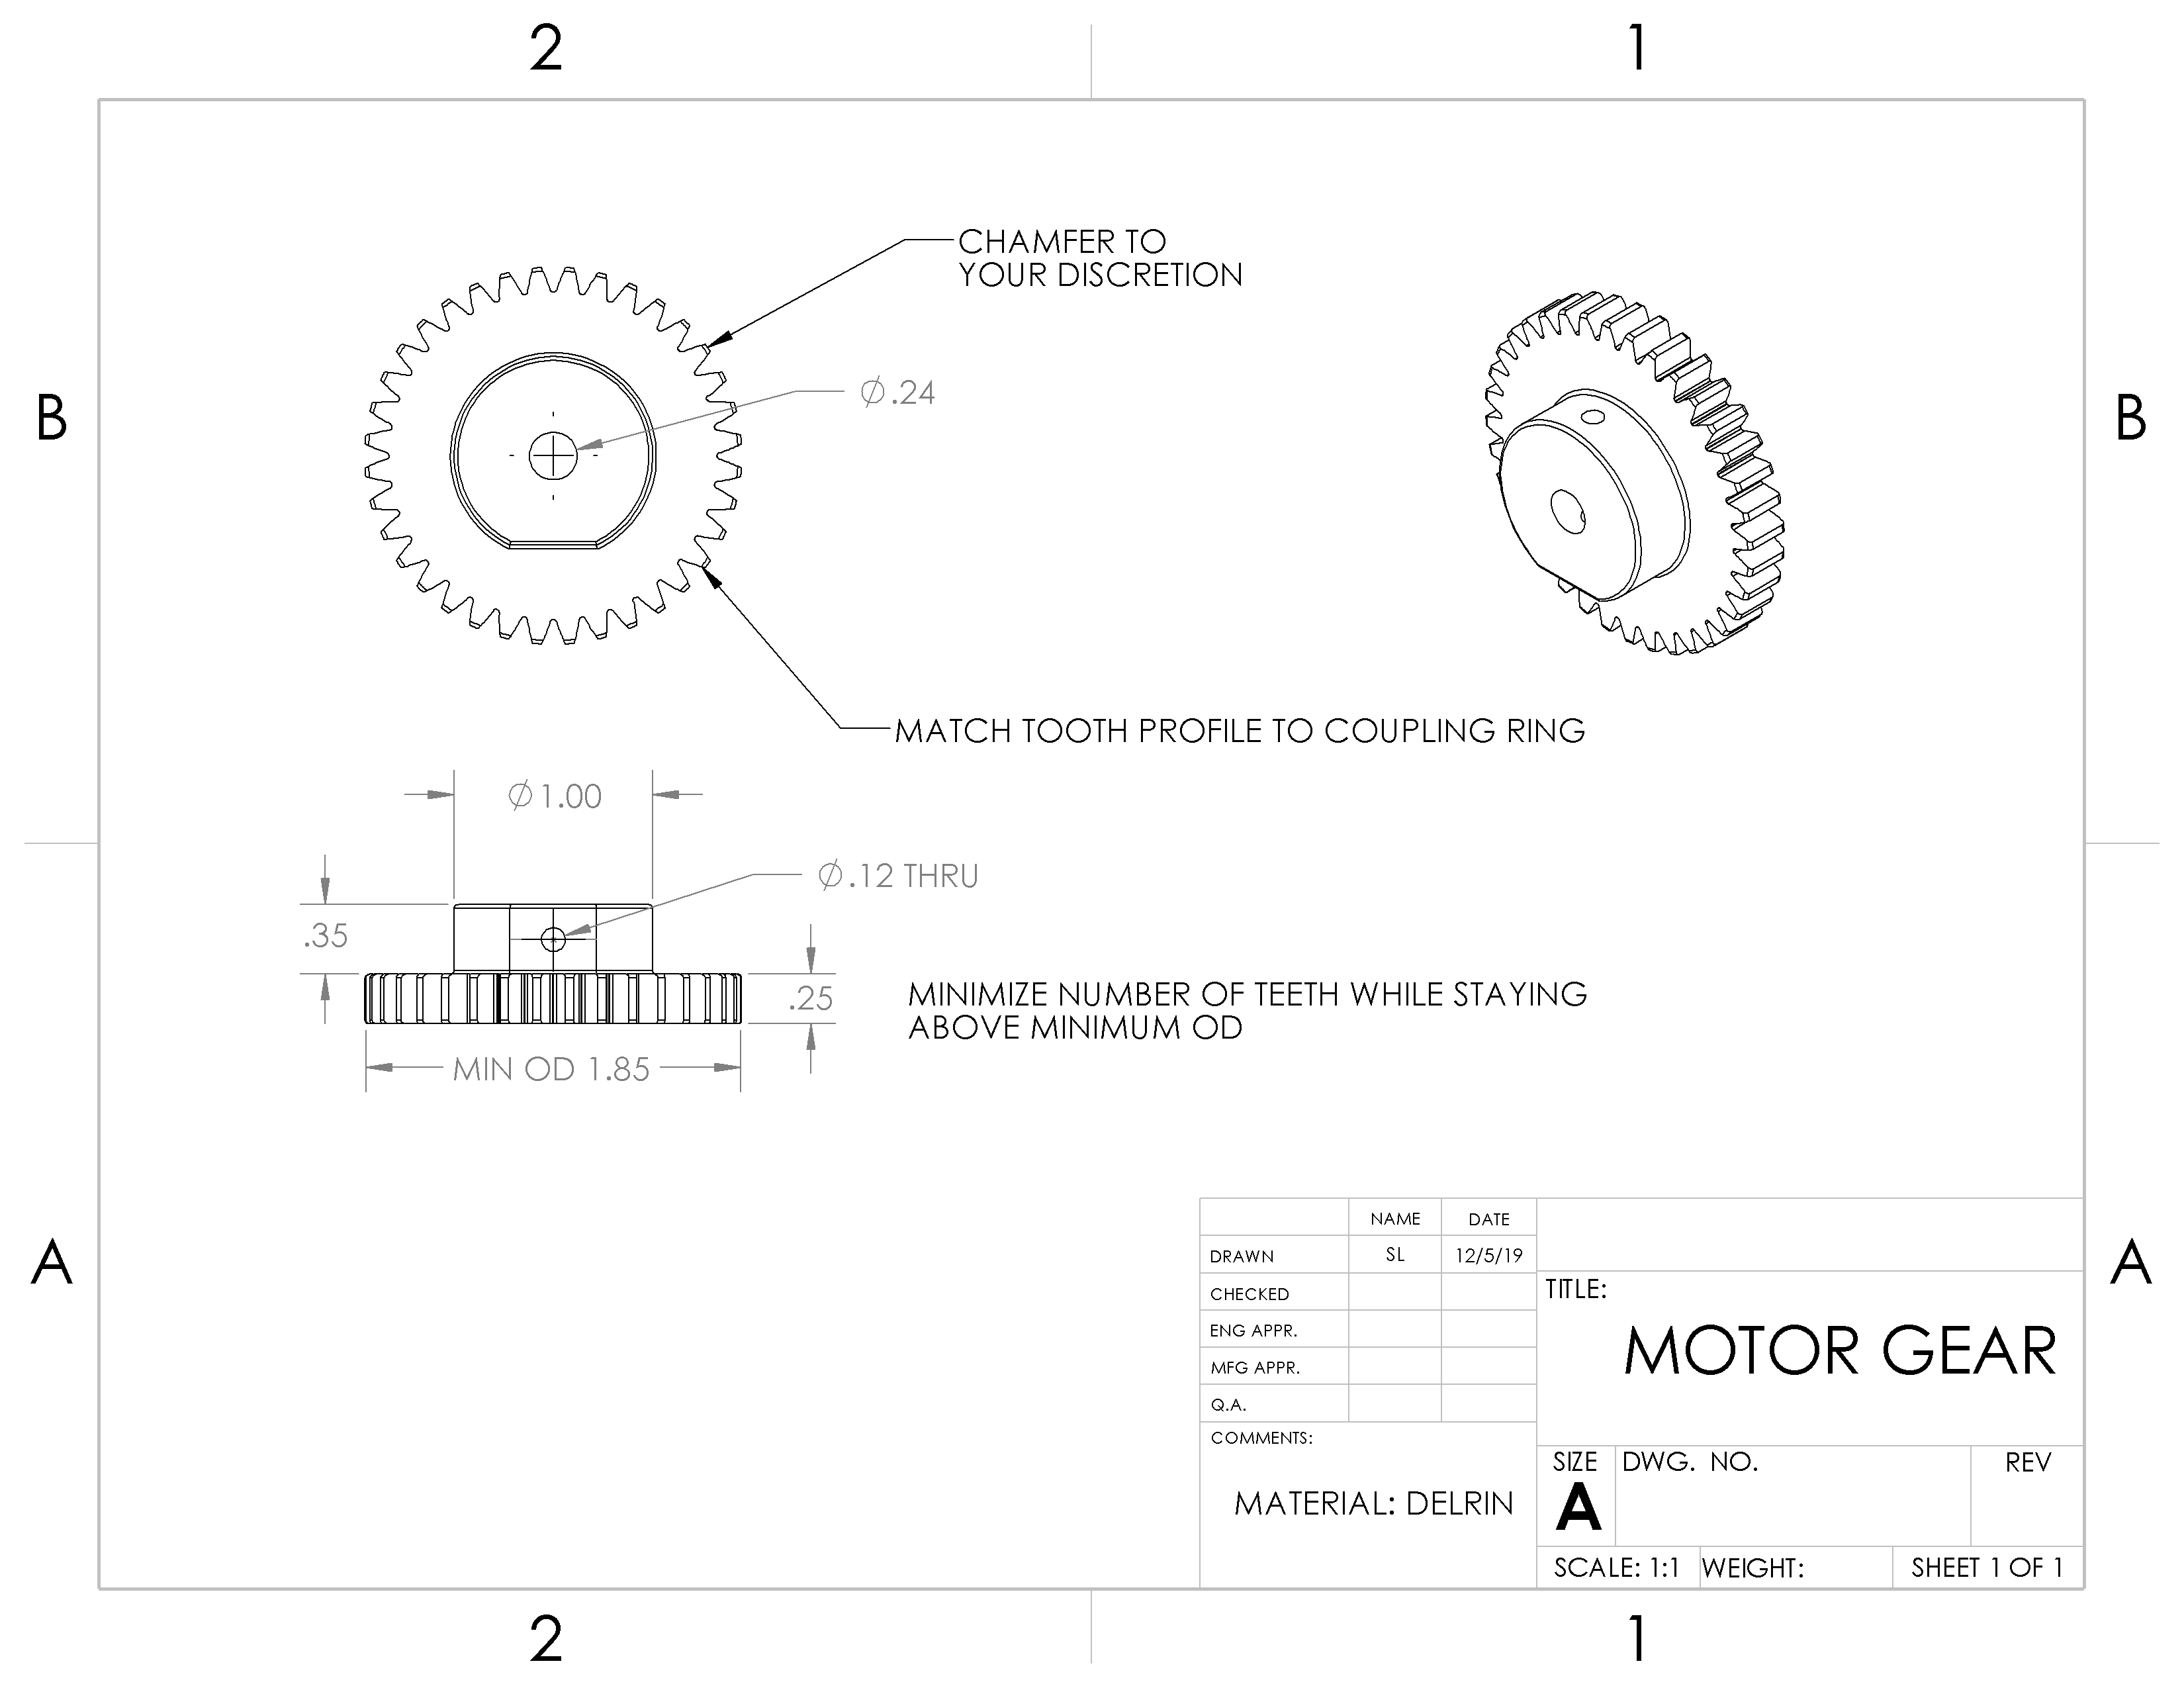 2
1
B
B
CHAMFER TO
YOUR DISCRETION
∅.24
MATCH TOOTH PROFILE TO COUPLING RING
∅1.00
∅.12 THRU
.35
.25
MIN OD 1.85
MINIMIZE NUMBER OF TEETH WHILE STAYING
ABOVE MINIMUM OD
A
A
NAME
DATE
DRAWN
SL
12/5/19
CHECKED
ENG APPR.
MFG APPR.
Q.A.
COMMENTS:
MATERIAL: DELRIN
TITLE:
MOTOR GEAR
SIZE
A
DWG. NO.
REV
SCALE: 1:1
WEIGHT:
SHEET 1 OF 1
2
1